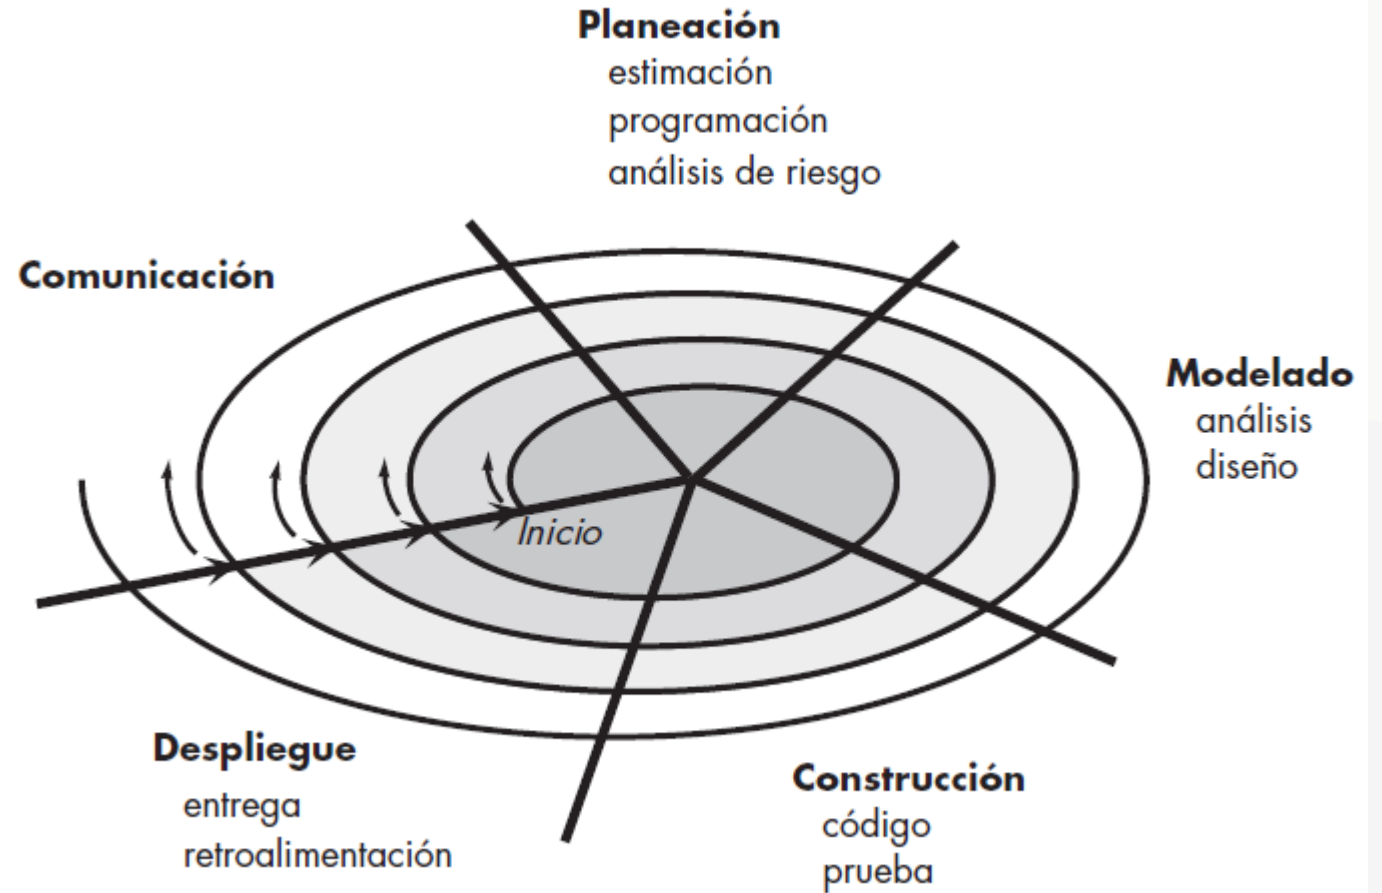 Planeación
estimación
programación
análisis de riesgo
Comunicación
Modelado
análisis
diseño
Inicio
Despliegue
entrega
retroalimentación
Construcción
código
prueba